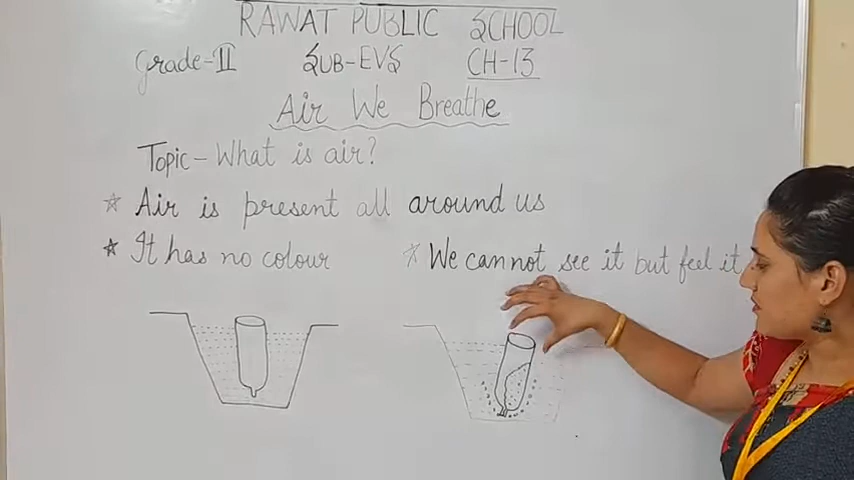 RAWAT PUBLIC SCHOOL
Grade-II SUB-EVS CH-13
Air We Breathe
Topic-What is air?
☆ Air is present all around us
☆ It has no colour ☆ We cannot see it but feel it